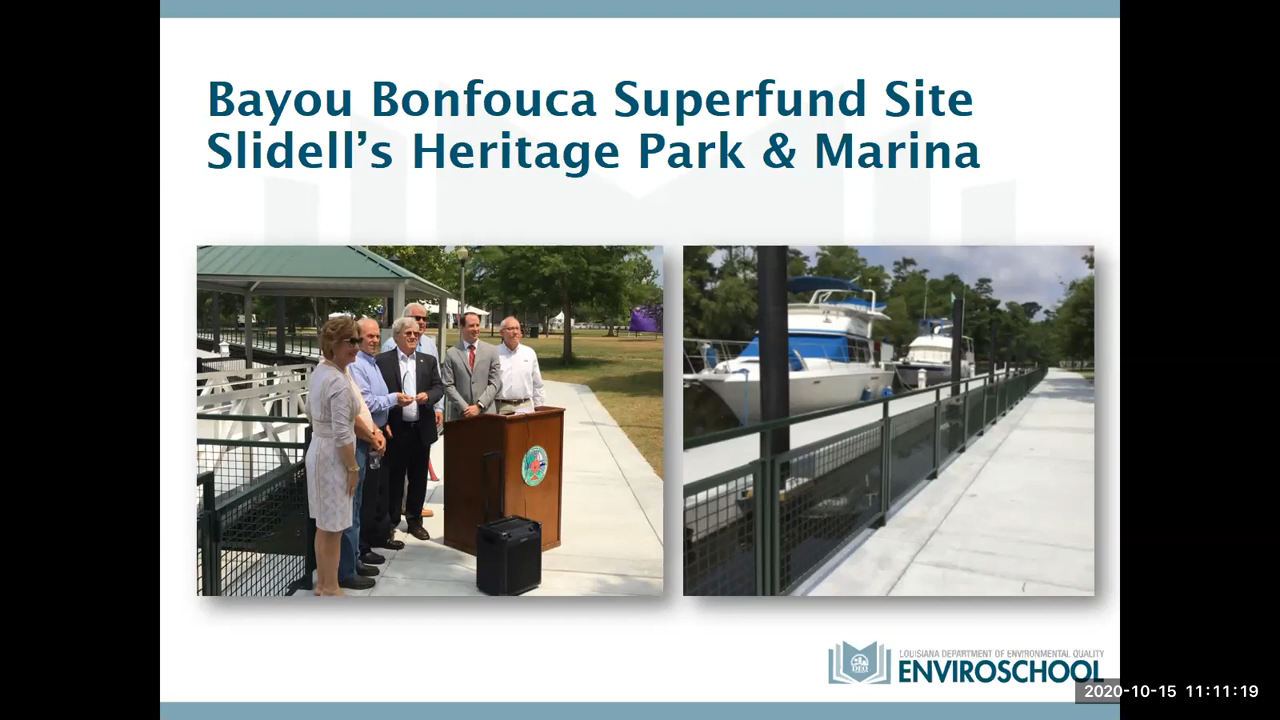 Bayou Bonfouca Superfund Site
Slidell's Heritage Park & Marina
LOUISIANA DEPARTMENT OF ENVIRONMENTAL QUALITY
DEQ
ENVIROSCHOOL
2020-10-15 11:11:19